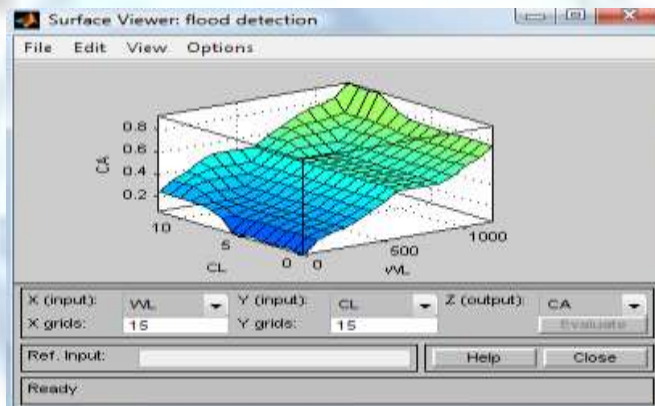 Surface Viewer: flood detection
File Edit View Options
0.8
0.6
0.4
0.2
CA
10
5
0
CL
0
500
1000
WL
X (input): WL Y (input): CL Z (output): CA
X grids: 15 Y grids: 15 Evaluate
Ref. Input: Help Close
Ready